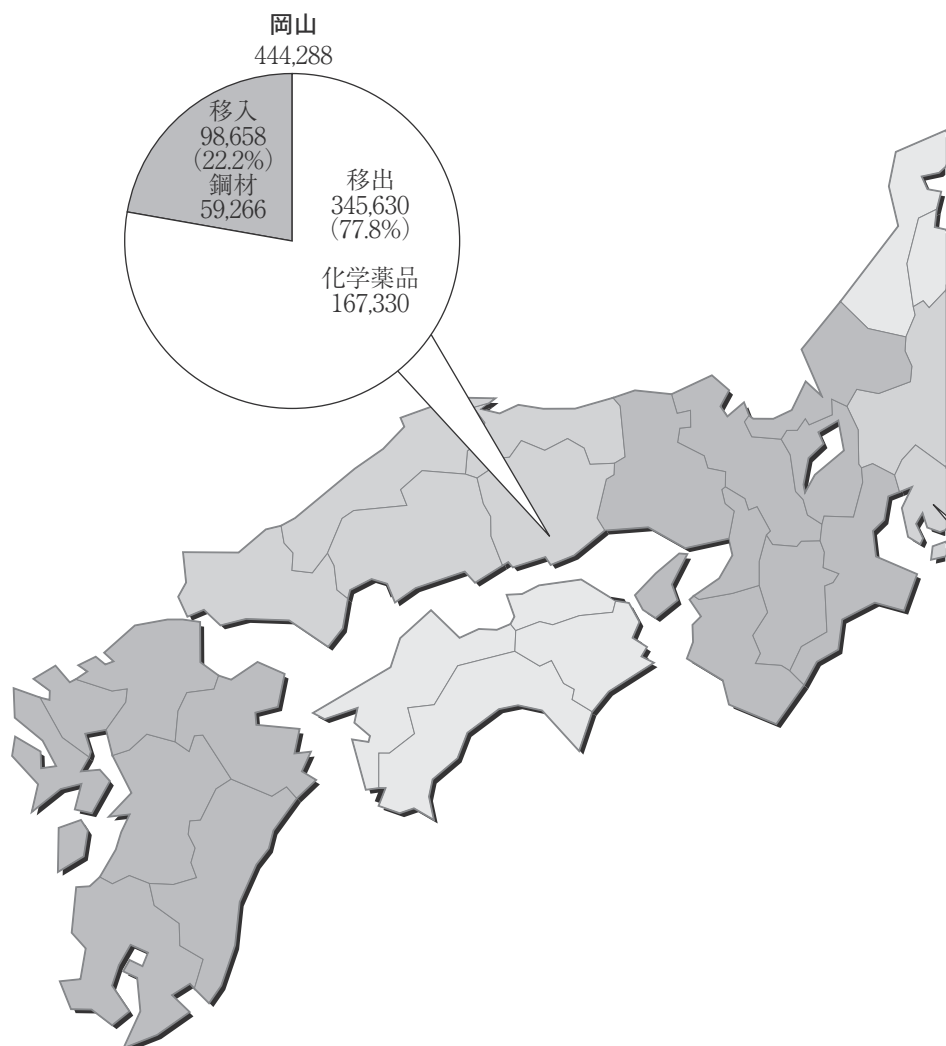 岡山
444,288
移入
98,658
(22.2%)
鋼材
59,266
移出
345,630
(77.8%)
化学薬品
167,330